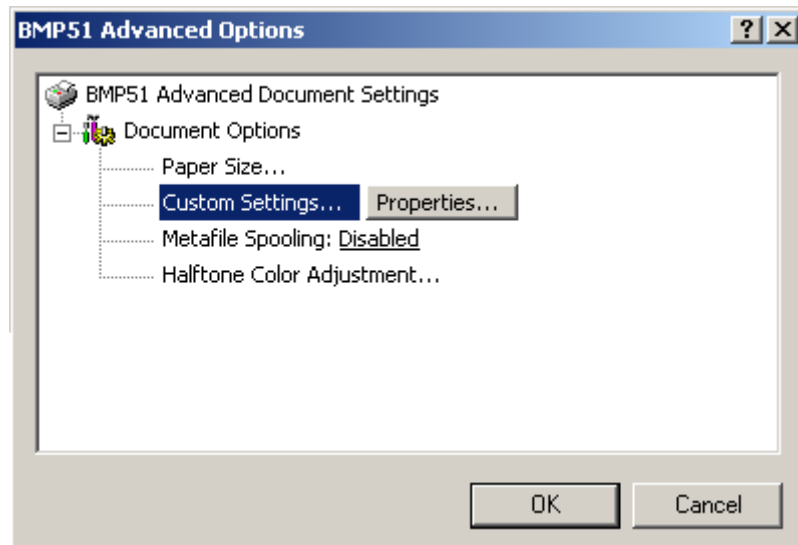 BMP51 Advanced Options
BMP51 Advanced Document Settings
Document Options
Paper Size...
Custom Settings... Properties...
Metafile Spooling: Disabled
Halftone Color Adjustment...
OK Cancel